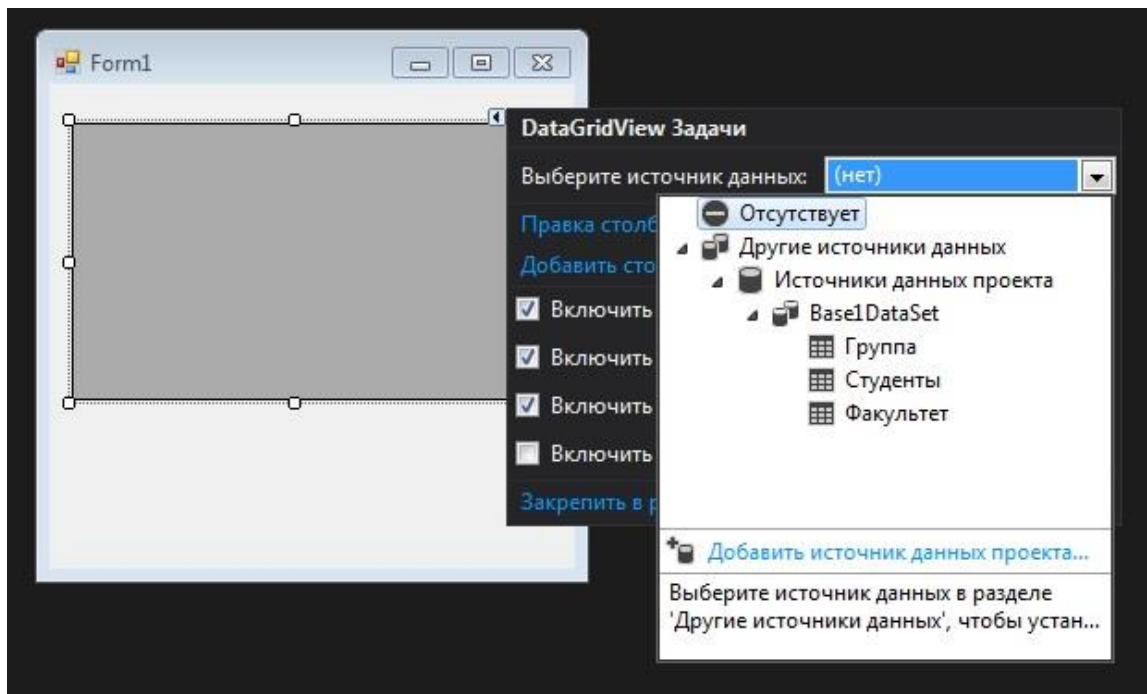 Form1
DataGridView Задачи
Выберите источник данных: (нет)
Правка столб
Добавить сто
Включить
Включить
Включить
Включить
Закрепить в р
Отсутствует
Другие источники данных
Источники данных проекта
Base1DataSet
Группа
Студенты
Факультет
Добавить источник данных проекта...
Выберите источник данных в разделе
'Другие источники данных', чтобы устан...